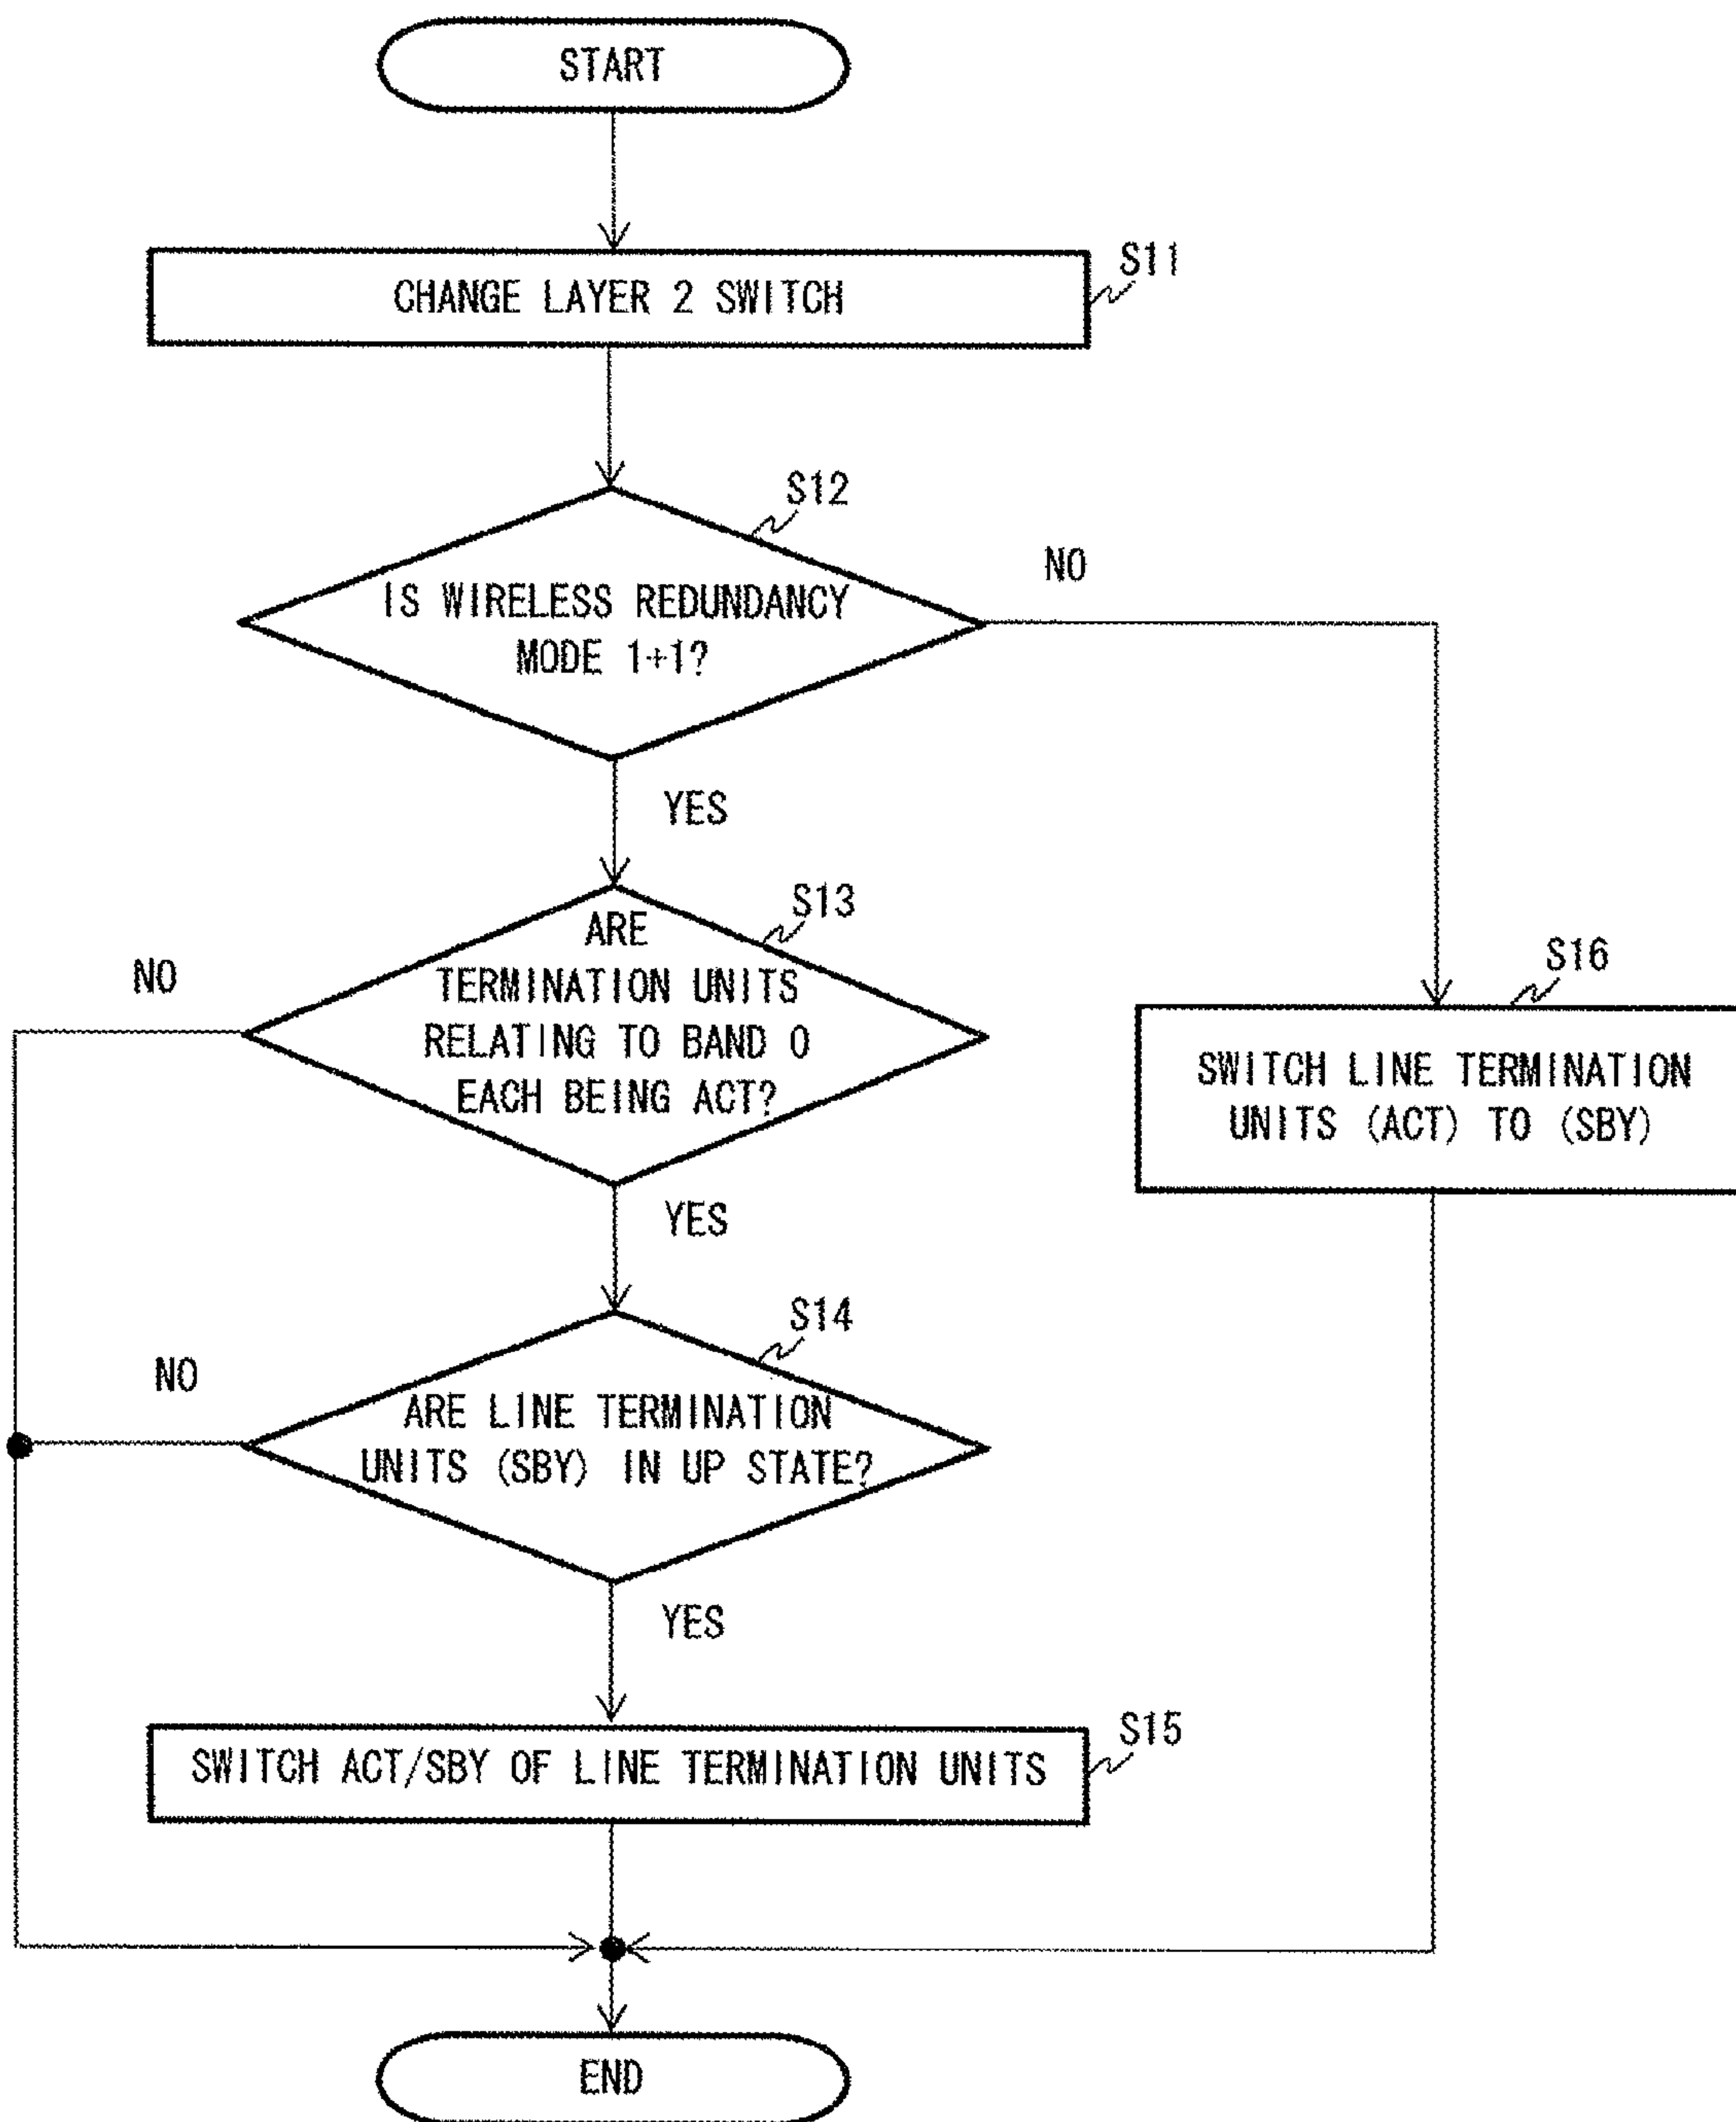 START
CHANGE LAYER 2 SWITCH
S11
S12
IS WIRELESS REDUNDANCY
MODE 1+1?
NO
YES
S13
ARE
TERMINATION UNITS
RELATING TO BAND 0
EACH BEING ACT?
NO
YES
S16
SWITCH LINE TERMINATION
UNITS (ACT) TO (SBY)
S14
ARE LINE TERMINATION
UNITS (SBY) IN UP STATE?
NO
YES
S15
SWITCH ACT/SBY OF LINE TERMINATION UNITS
END